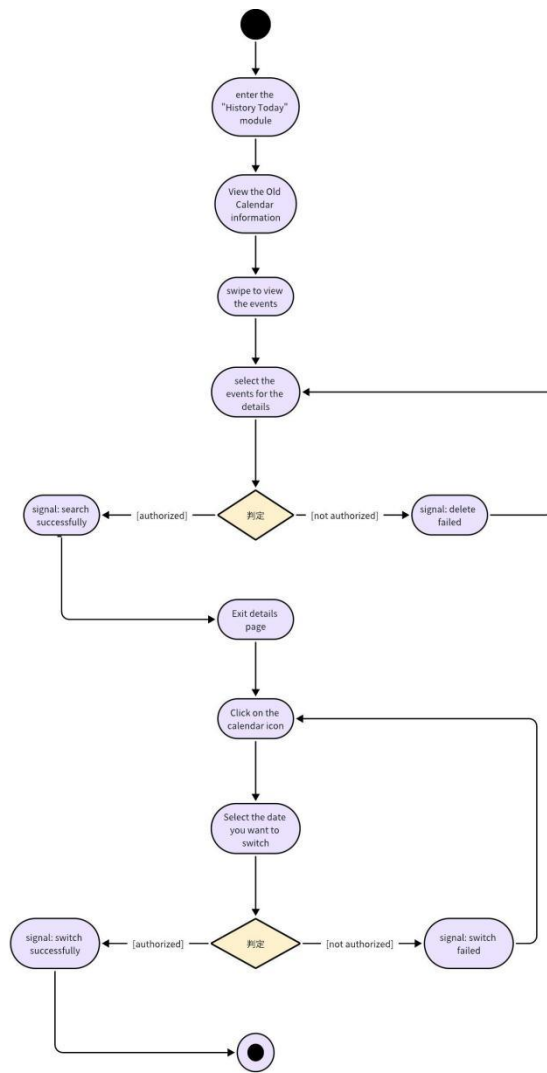 enter the
"History Today"
module
View the Old
Calendar
information
swipe to view
the events
select the
events for the
details
signal: search
successfully
[authorized]
判定
[not authorized]
signal: delete
failed
Exit details
page
Click on the
calendar icon
Select the date
you want to
switch
signal: switch
successfully
[authorized]
判定
[not authorized]
signal: switch
failed